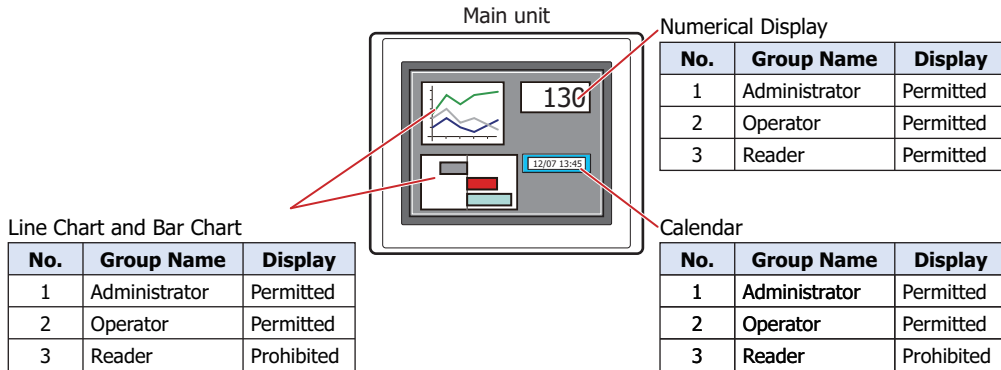 Main unit
Numerical Display
No. Group Name Display
1 Administrator Permitted
2 Operator Permitted
3 Reader Permitted
130
12/07 13:45
Line Chart and Bar Chart
No. Group Name Display
1 Administrator Permitted
2 Operator Permitted
3 Reader Prohibited
Calendar
No. Group Name Display
1 Administrator Permitted
2 Operator Permitted
3 Reader Prohibited